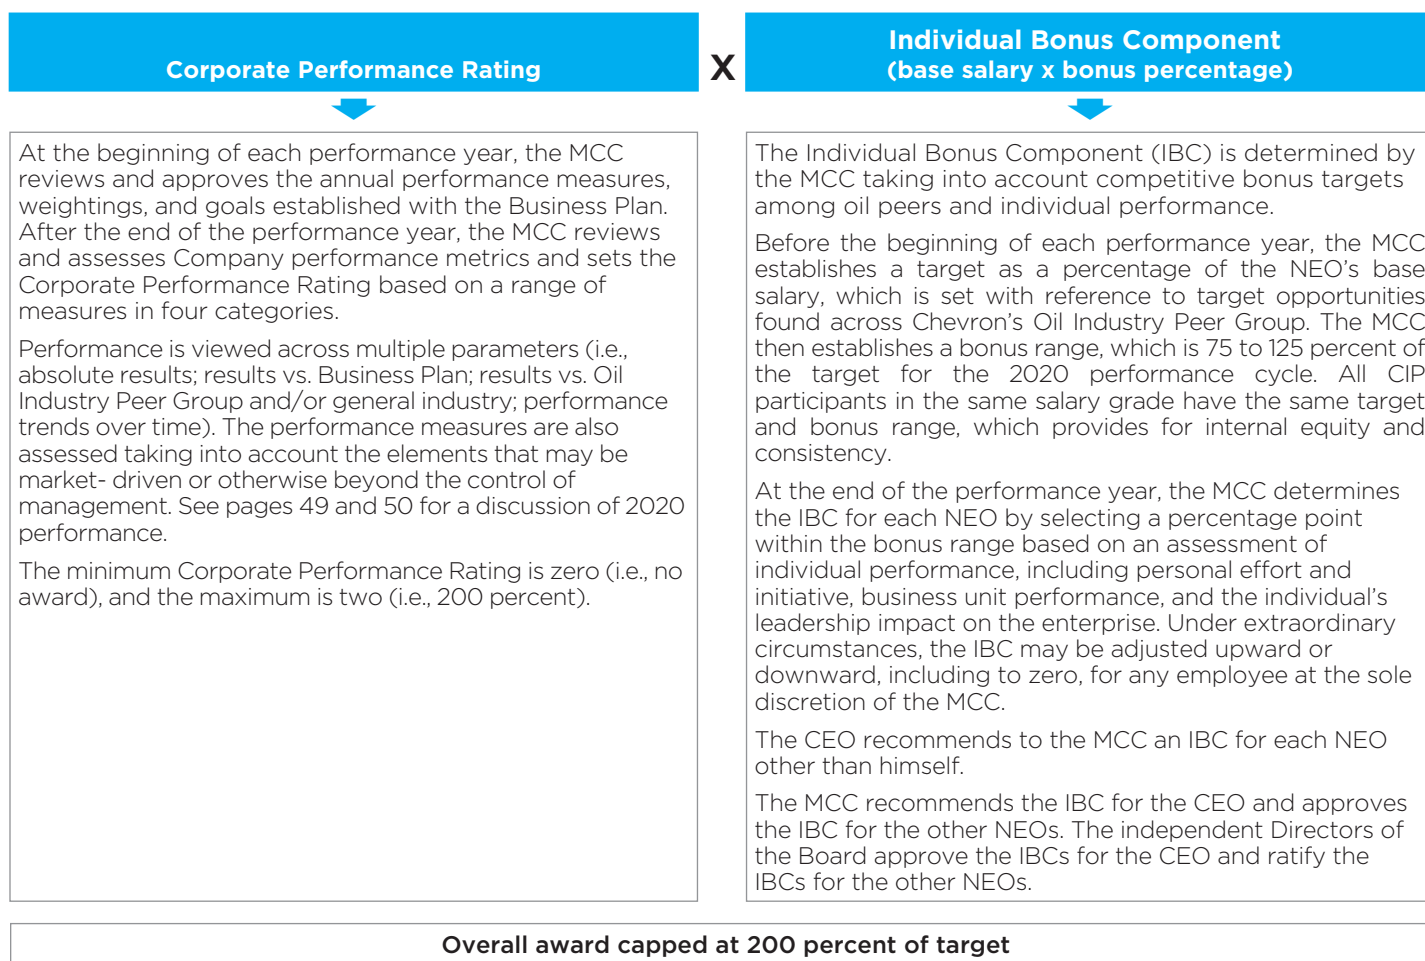 Corporate Performance Rating
X
Individual Bonus Component
(base salary x bonus percentage)
At the beginning of each performance year, the MCC
reviews and approves the annual performance measures,
weightings, and goals established with the Business Plan.
After the end of the performance year, the MCC reviews
and assesses Company performance metrics and sets the
Corporate Performance Rating based on a range of
measures in four categories.
Performance is viewed across multiple parameters (i.e.,
absolute results; results vs. Business Plan; results vs. Oil
Industry Peer Group and/or general industry; performance
trends over time). The performance measures are also
assessed taking into account the elements that may be
market- driven or otherwise beyond the control of
management. See pages 49 and 50 for a discussion of 2020
performance.
The minimum Corporate Performance Rating is zero (i.e., no
award), and the maximum is two (i.e., 200 percent).
The Individual Bonus Component (IBC) is determined by
the MCC taking into account competitive bonus targets
among oil peers and individual performance.
Before the beginning of each performance year, the MCC
establishes a target as a percentage of the NEO’s base
salary, which is set with reference to target opportunities
found across Chevron’s Oil Industry Peer Group. The MCC
then establishes a bonus range, which is 75 to 125 percent of
the target for the 2020 performance cycle. All CIP
participants in the same salary grade have the same target
and bonus range, which provides for internal equity and
consistency.
At the end of the performance year, the MCC determines
the IBC for each NEO by selecting a percentage point
within the bonus range based on an assessment of
individual performance, including personal effort and
initiative, business unit performance, and the individual’s
leadership impact on the enterprise. Under extraordinary
circumstances, the IBC may be adjusted upward or
downward, including to zero, for any employee at the sole
discretion of the MCC.
The CEO recommends to the MCC an IBC for each NEO
other than himself.
The MCC recommends the IBC for the CEO and approves
the IBC for the other NEOs. The independent Directors of
the Board approve the IBCs for the CEO and ratify the
IBCs for the other NEOs.
Overall award capped at 200 percent of target